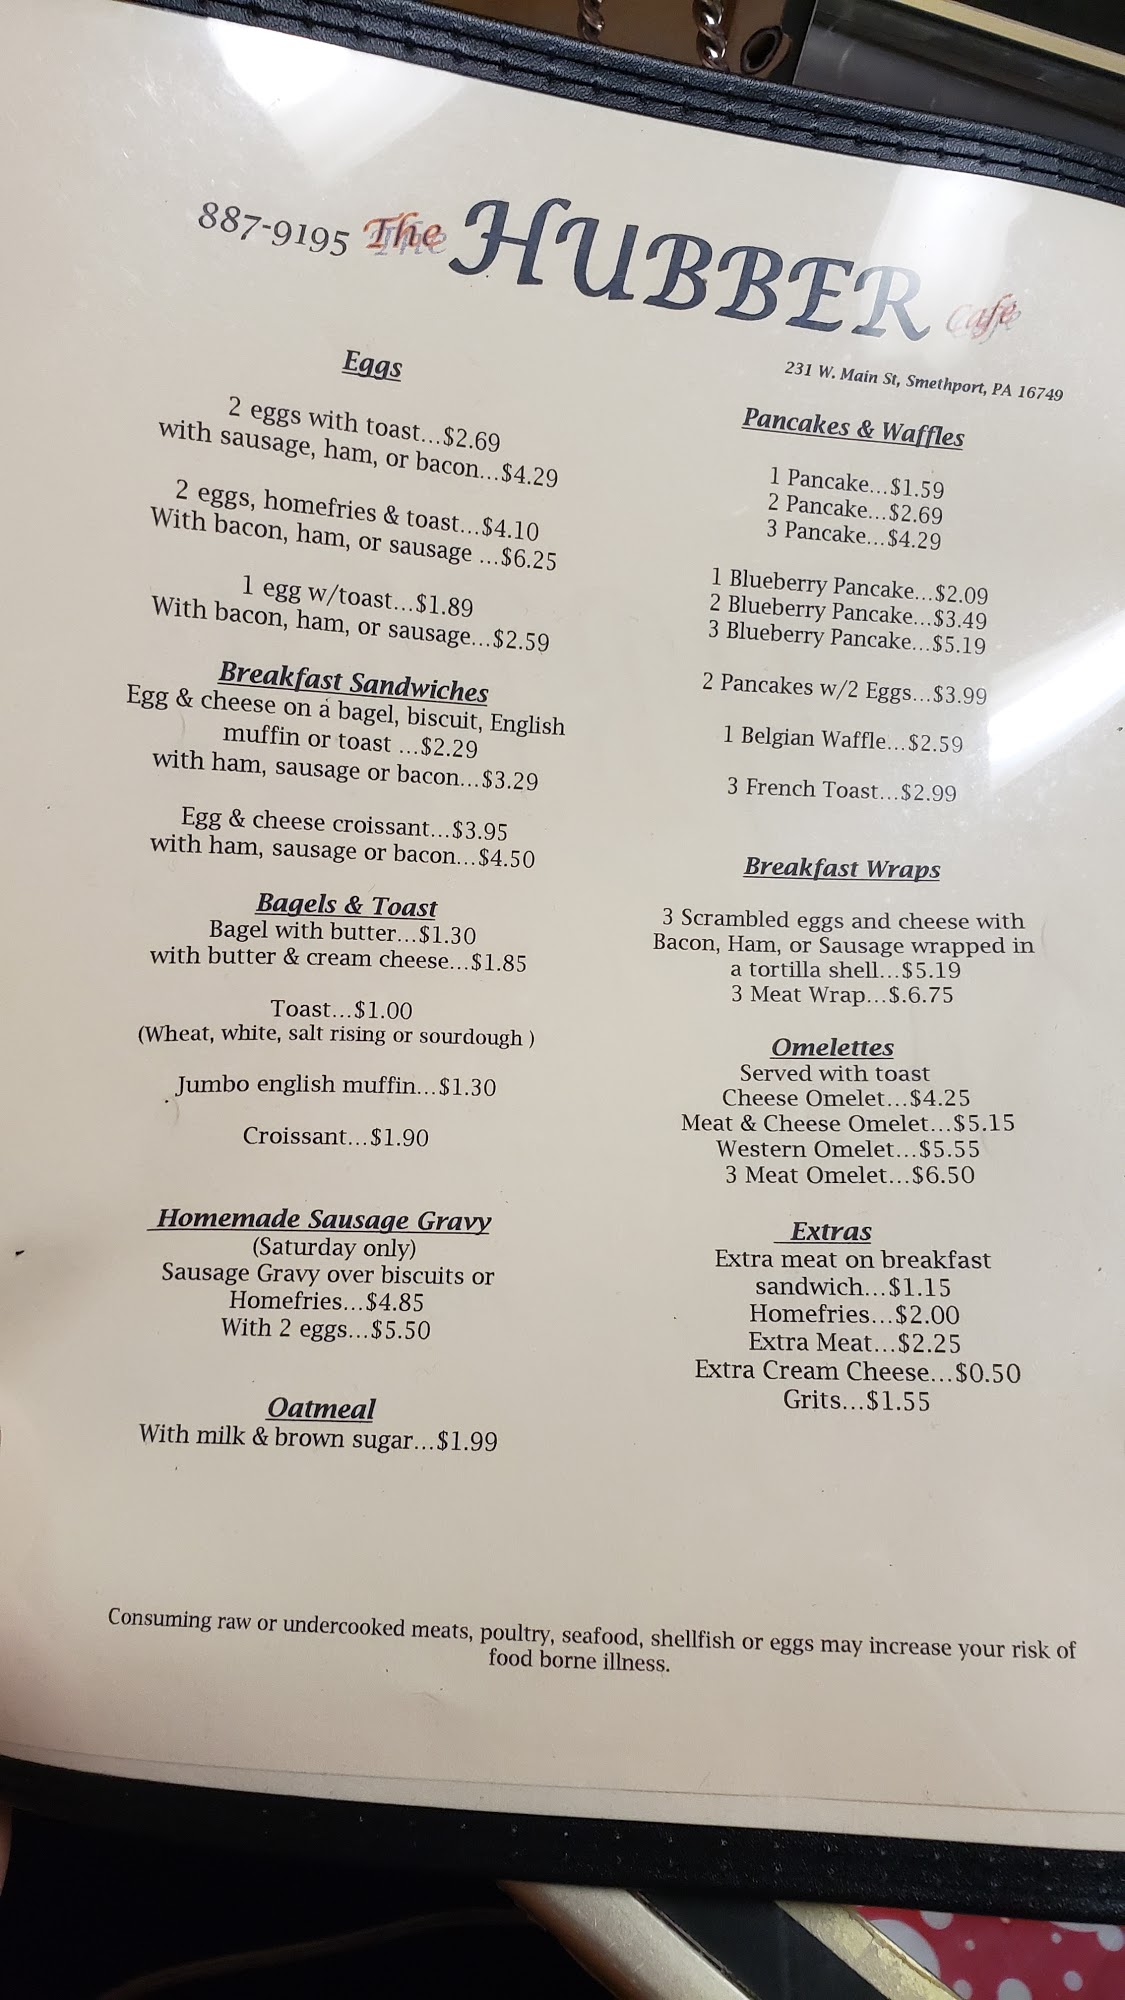 887-9195 The HUBBER Cafe
231 W. Main St, Smethport, PA 16749
Eggs
2 eggs with toast...$2.69
with sausage, ham, or bacon...$4.29
2 eggs, homefries & toast...$4.10
With bacon, ham, or sausage ...$6.25
1 egg w/toast...$1.89
With bacon, ham, or sausage...$2.59
Breakfast Sandwiches
Egg & cheese on a bagel, biscuit, English
muffin or toast ...$2.29
with ham, sausage or bacon...$3.29
Egg & cheese croissant...$3.95
with ham, sausage or bacon...$4.50
Bagels & Toast
Bagel with butter...$1.30
with butter & cream cheese...$1.85
Toast...$1.00
(Wheat, white, salt rising or sourdough )
Jumbo english muffin...$1.30
Croissant...$1.90
Homemade Sausage Gravy
(Saturday only)
Sausage Gravy over biscuits or
Homefries...$4.85
With 2 eggs...$5.50
Oatmeal
With milk & brown sugar...$1.99
Pancakes & Waffles
1 Pancake...$1.59
2 Pancake...$2.69
3 Pancake...$4.29
1 Blueberry Pancake...$2.09
2 Blueberry Pancake...$3.49
3 Blueberry Pancake...$5.19
2 Pancakes w/2 Eggs...$3.99
1 Belgian Waffle...$2.59
3 French Toast...$2.99
Breakfast Wraps
3 Scrambled eggs and cheese with
Bacon, Ham, or Sausage wrapped in
a tortilla shell...$5.19
3 Meat Wrap...$.6.75
Omelettes
Served with toast
Cheese Omelet...$4.25
Meat & Cheese Omelet...$5.15
Western Omelet...$5.55
3 Meat Omelet...$6.50
Extras
Extra meat on breakfast
sandwich...$1.15
Homefries...$2.00
Extra Meat...$2.25
Extra Cream Cheese...$0.50
Grits...$1.55
Consuming raw or undercooked meats, poultry, seafood, shellfish or eggs may increase your risk of
food borne illness.